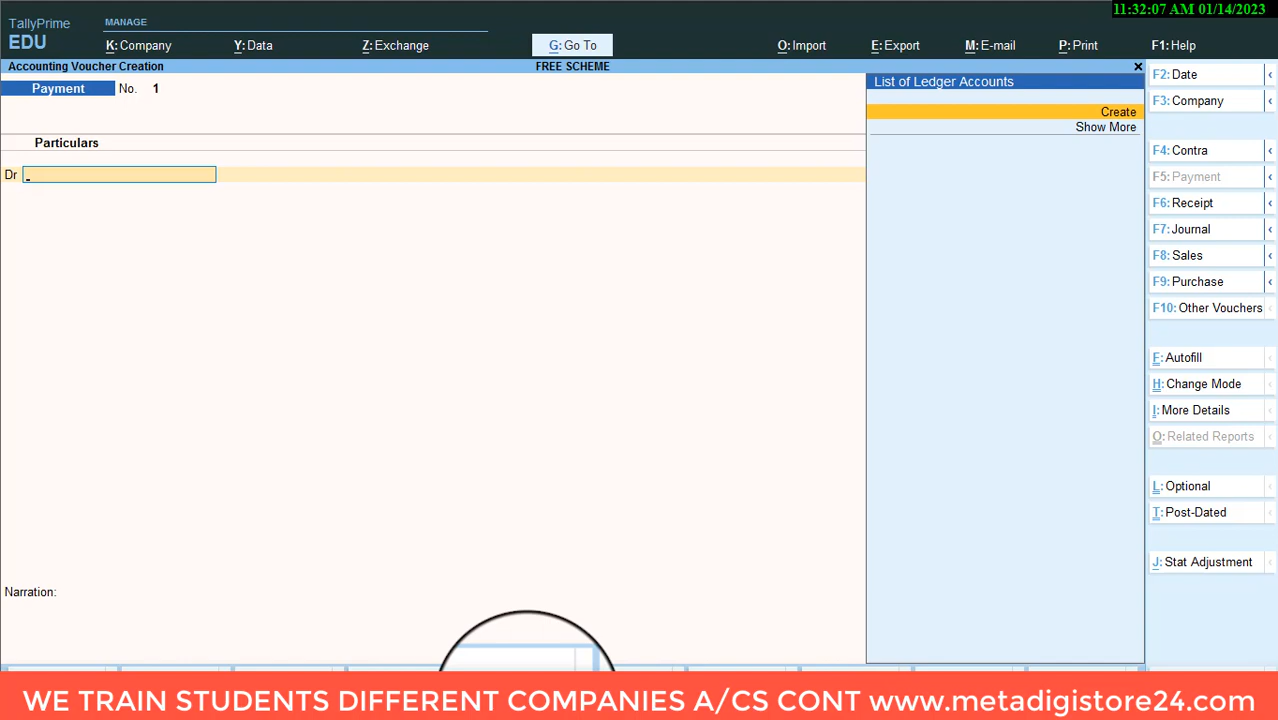 11:32:07 AM 01/14/2023
TallyPrime
EDU
MANAGE
K: Company
Y: Data
Z: Exchange
G: Go To
O: Import
E: Export
M: E-mail
P: Print
F1: Help
Accounting Voucher Creation
FREE SCHEME
×
Payment No. 1
Particulars
Dr
List of Ledger Accounts
Create
Show More
F2: Date
F3: Company
F4: Contra
F5: Payment
F6: Receipt
F7: Journal
F8: Sales
F9: Purchase
F10: Other Vouchers
F: Autofill
H: Change Mode
I: More Details
O: Related Reports
L: Optional
T: Post-Dated
J: Stat Adjustment
Narration:
WE TRAIN STUDENTS DIFFERENT COMPANIES A/CS CONT www.metadigistore24.com